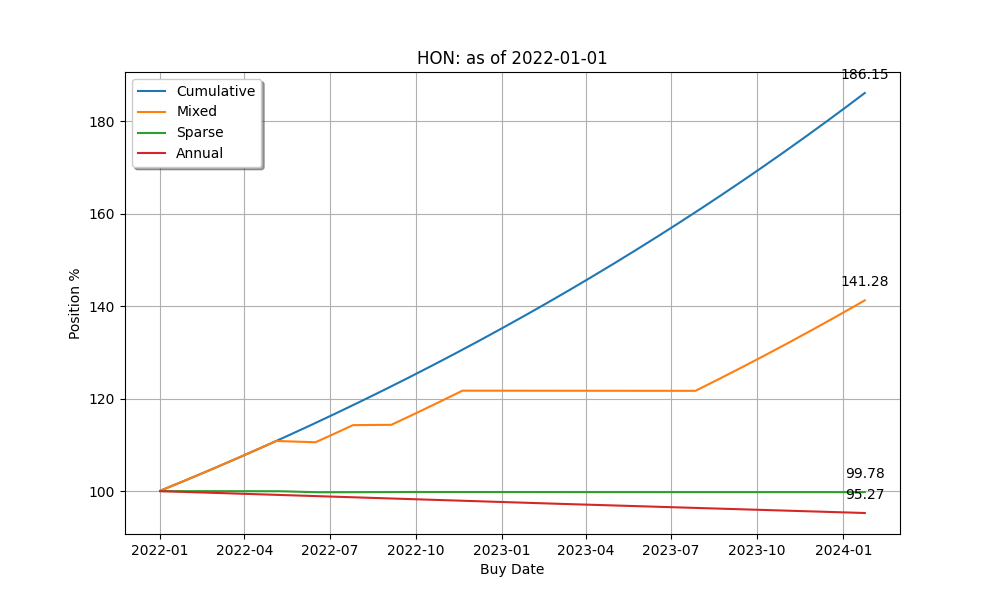 HON: as of 2022-01-01
186.15
Cumulative
Mixed
Sparse
Annual
180
160
141.28
140
120
99.78
95.27
100
Position %
2022-01 2022-04 2022-07 2022-10 2023-01 2023-04 2023-07 2023-10 2024-01
Buy Date